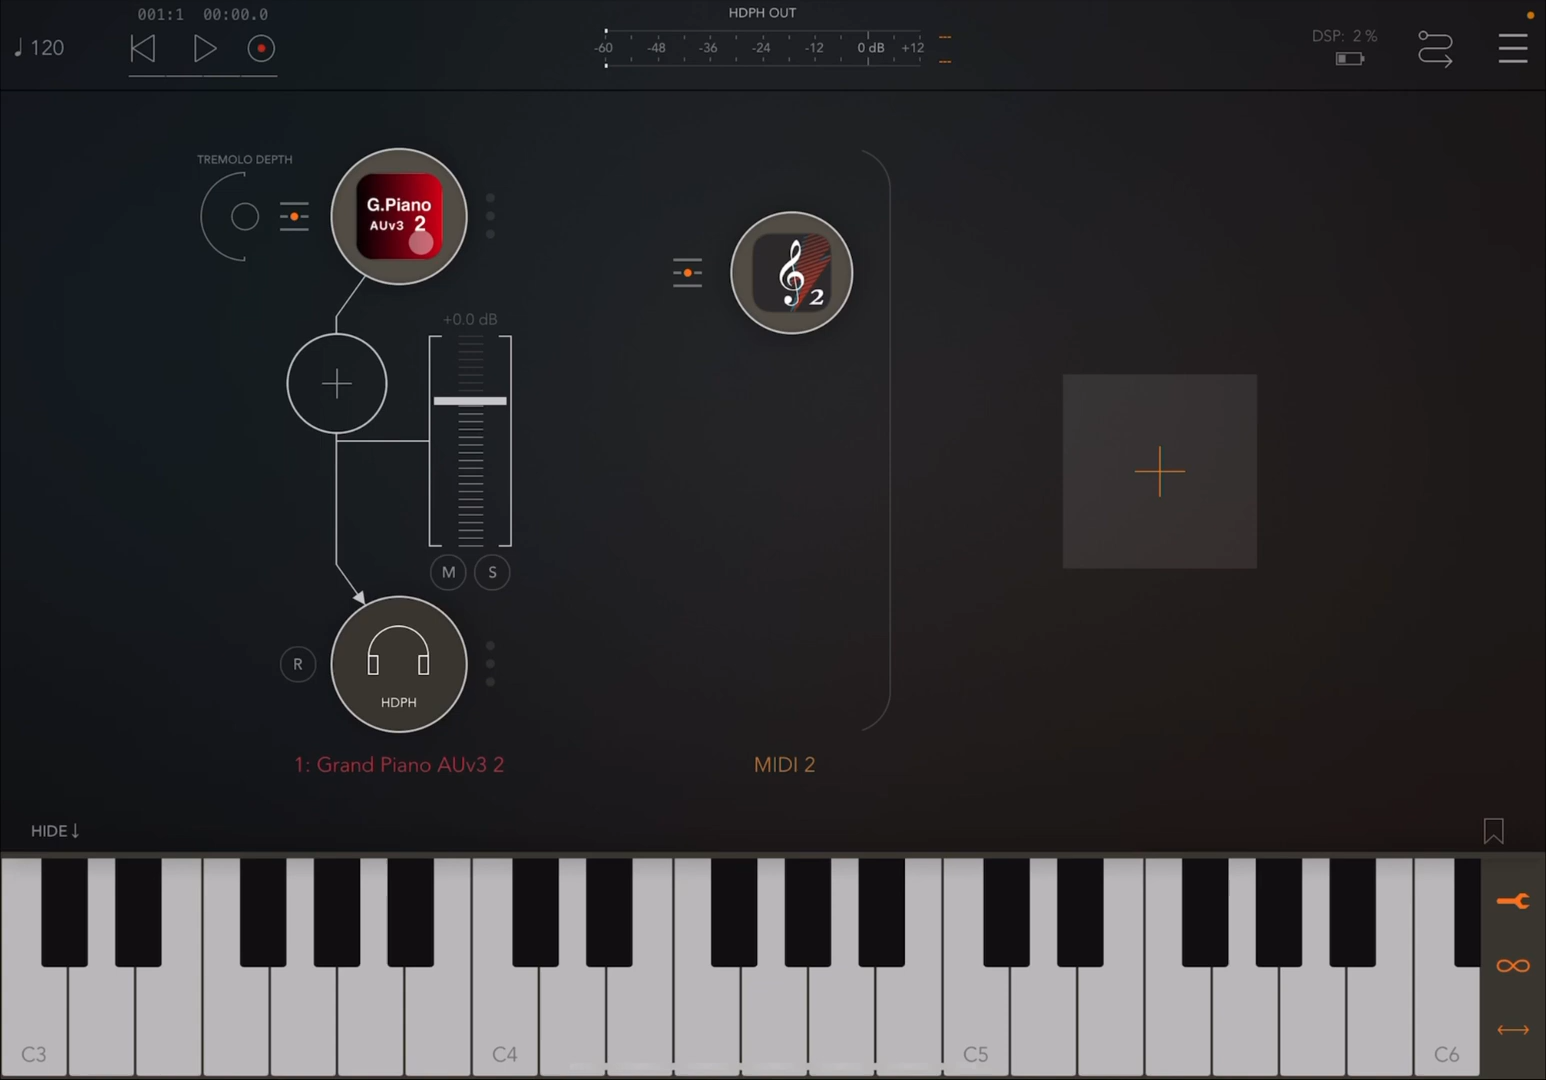 001:1 00:00.0
HDPH OUT
120
-60 -48 -36 -24 -12 0 dB +12
DSP: 2 %
TREMOLO DEPTH
G.Piano
AUv3 2
2
+0.0 dB
M S
R
HDPH
1: Grand Piano AUv3 2
MIDI 2
HIDE↓
C3 C4 C5 C6